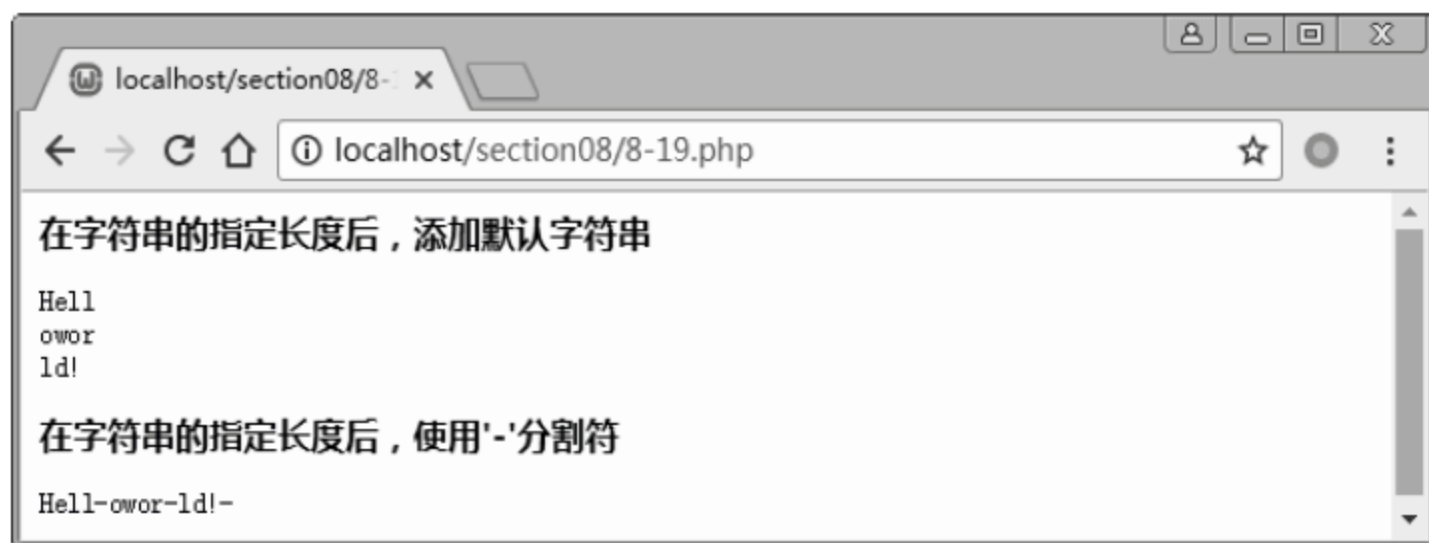 localhost/section08/8-
localhost/section08/8-19.php
在字符串的指定长度后，添加默认字符串
Hell
owor
ld!
在字符串的指定长度后，使用'-'分割符
Hell-owor-ld!-